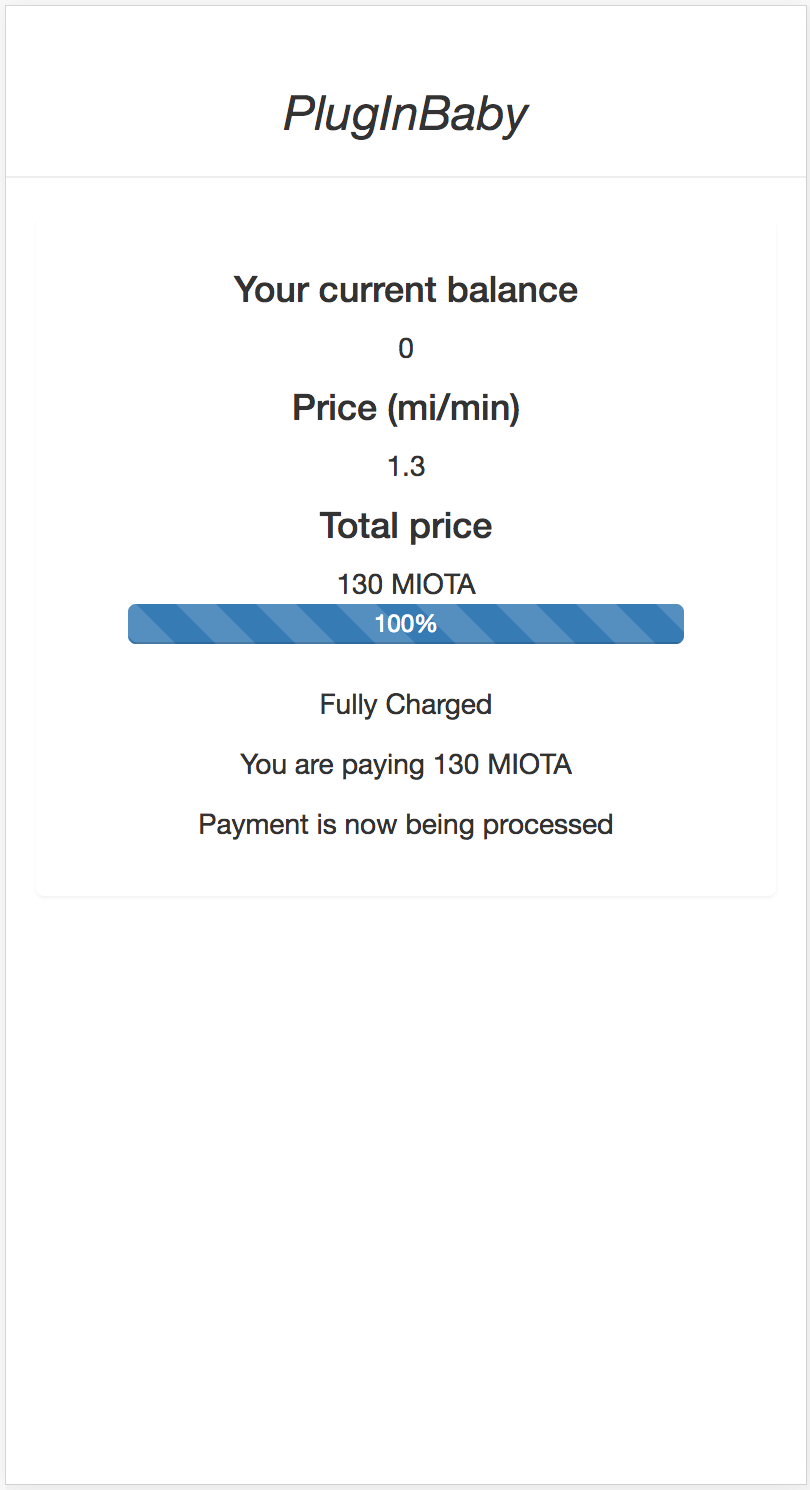 PlugInBaby
Your current balance
0
Price (mi/min)
1.3
Total price
130 MIOTA
100%
Fully Charged
You are paying 130 MIOTA
Payment is now being processed